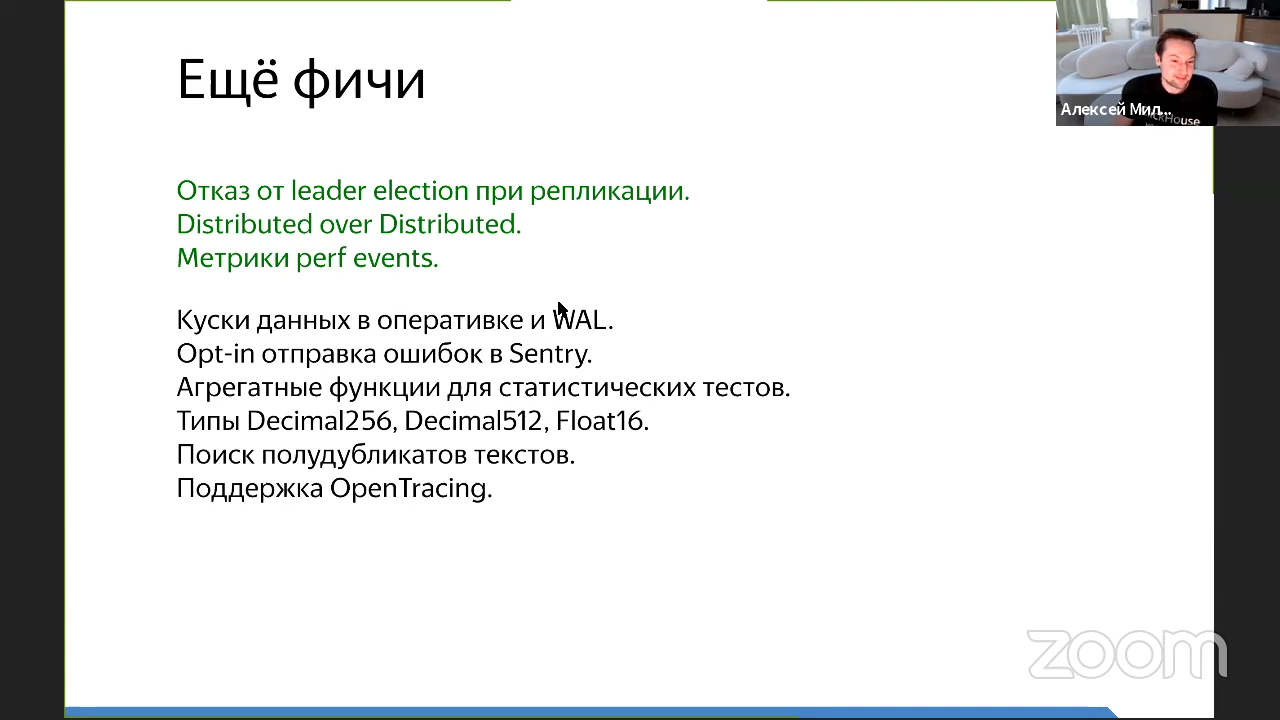 Ещё фичи
Алексей Мил...
Отказ от leader election при репликации.
Distributed over Distributed.
Метрики perf events.
Куски данных в оперативке и WAL.
Opt-in отправка ошибок в Sentry.
Агрегатные функции для статистических тестов.
Типы Decimal256, Decimal512, Float16.
Поиск полудубликатов текстов.
Поддержка OpenTracing.
zoom